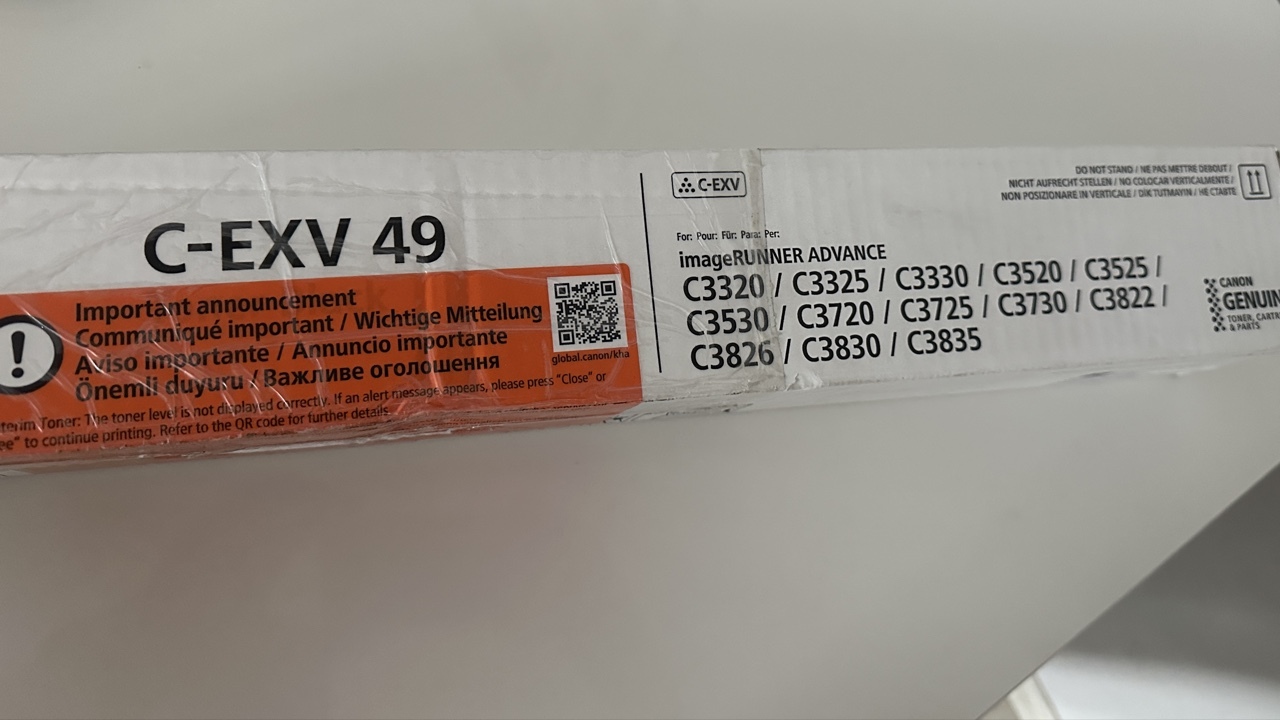 C-EXV 49
Important announcement
Communiqué important / Wichtige Mitteilung
Aviso importante / Annuncio importante
Önemli duyuru / Важливе оголошення
global.canon/kha
Toner: The toner level is not displayed correctly. If an alert message appears, please press "Close" or
to continue printing. Refer to the QR code for further details.
C-EXV
For: Pour: Für: Para: Per:
imageRUNNER ADVANCE
C3320 / C3325 / C3330 / C3520 / C3525 /
C3530 / C3720 / C3725 / C3730 / C3822 /
C3826 / C3830 / C3835
DO NOT STAND / NE PAS METTRE DEBOUT /
NICHT AUFRECHT STELLEN / NO COLOCAR VERTICALMENTE /
NON POSIZIONARE IN VERTICALE / DİK TUTMAYIN / НЕ СТАВТЕ
CANON
GENUIN
TONER, CARTR
& PARTS